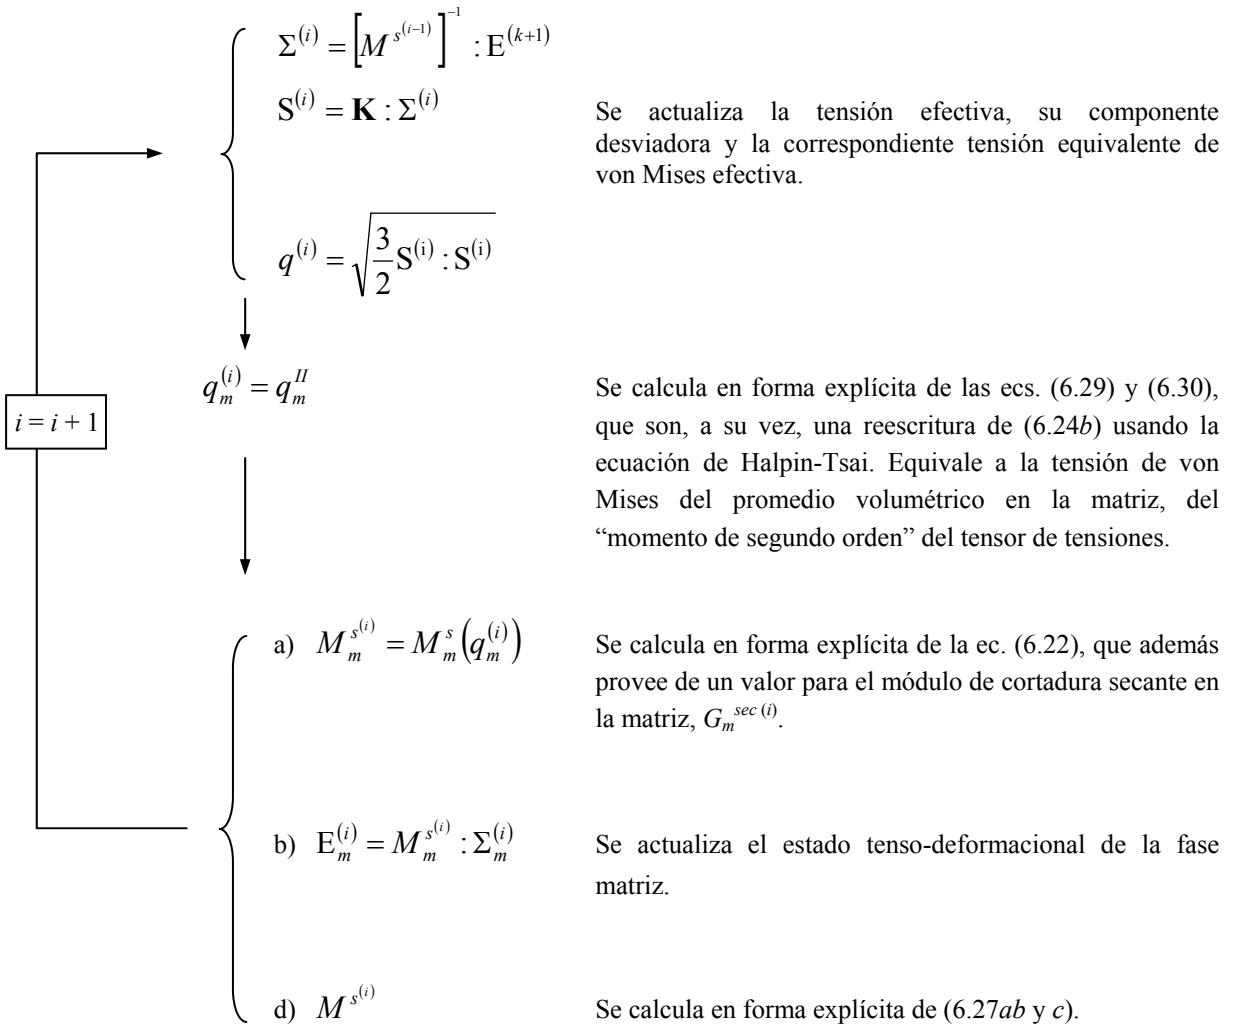 Σ^(i) = [M^s^(i−1)]^−1 : E^(k+1)
S^(i) = K : Σ^(i)
Se actualiza la tensión efectiva, su componente
desviadora y la correspondiente tensión equivalente de
von Mises efectiva.
q^(i) = √(3/2 S^(i) : S^(i))
q_m^(i) = q_m^II
Se calcula en forma explícita de las ecs. (6.29) y (6.30),
que son, a su vez, una reescritura de (6.24b) usando la
ecuación de Halpin-Tsai. Equivale a la tensión de von
Mises del promedio volumétrico en la matriz, del
“momento de segundo orden” del tensor de tensiones.
i = i + 1
a) M_m^s^(i) = M_m^s(q_m^(i))
Se calcula en forma explícita de la ec. (6.22), que además
provee de un valor para el módulo de cortadura secante en
la matriz, G_m^sec (i).
b) E_m^(i) = M_m^s^(i) : Σ_m^(i)
Se actualiza el estado tenso-deformacional de la fase
matriz.
d) M^s^(i)
Se calcula en forma explícita de (6.27ab y c).